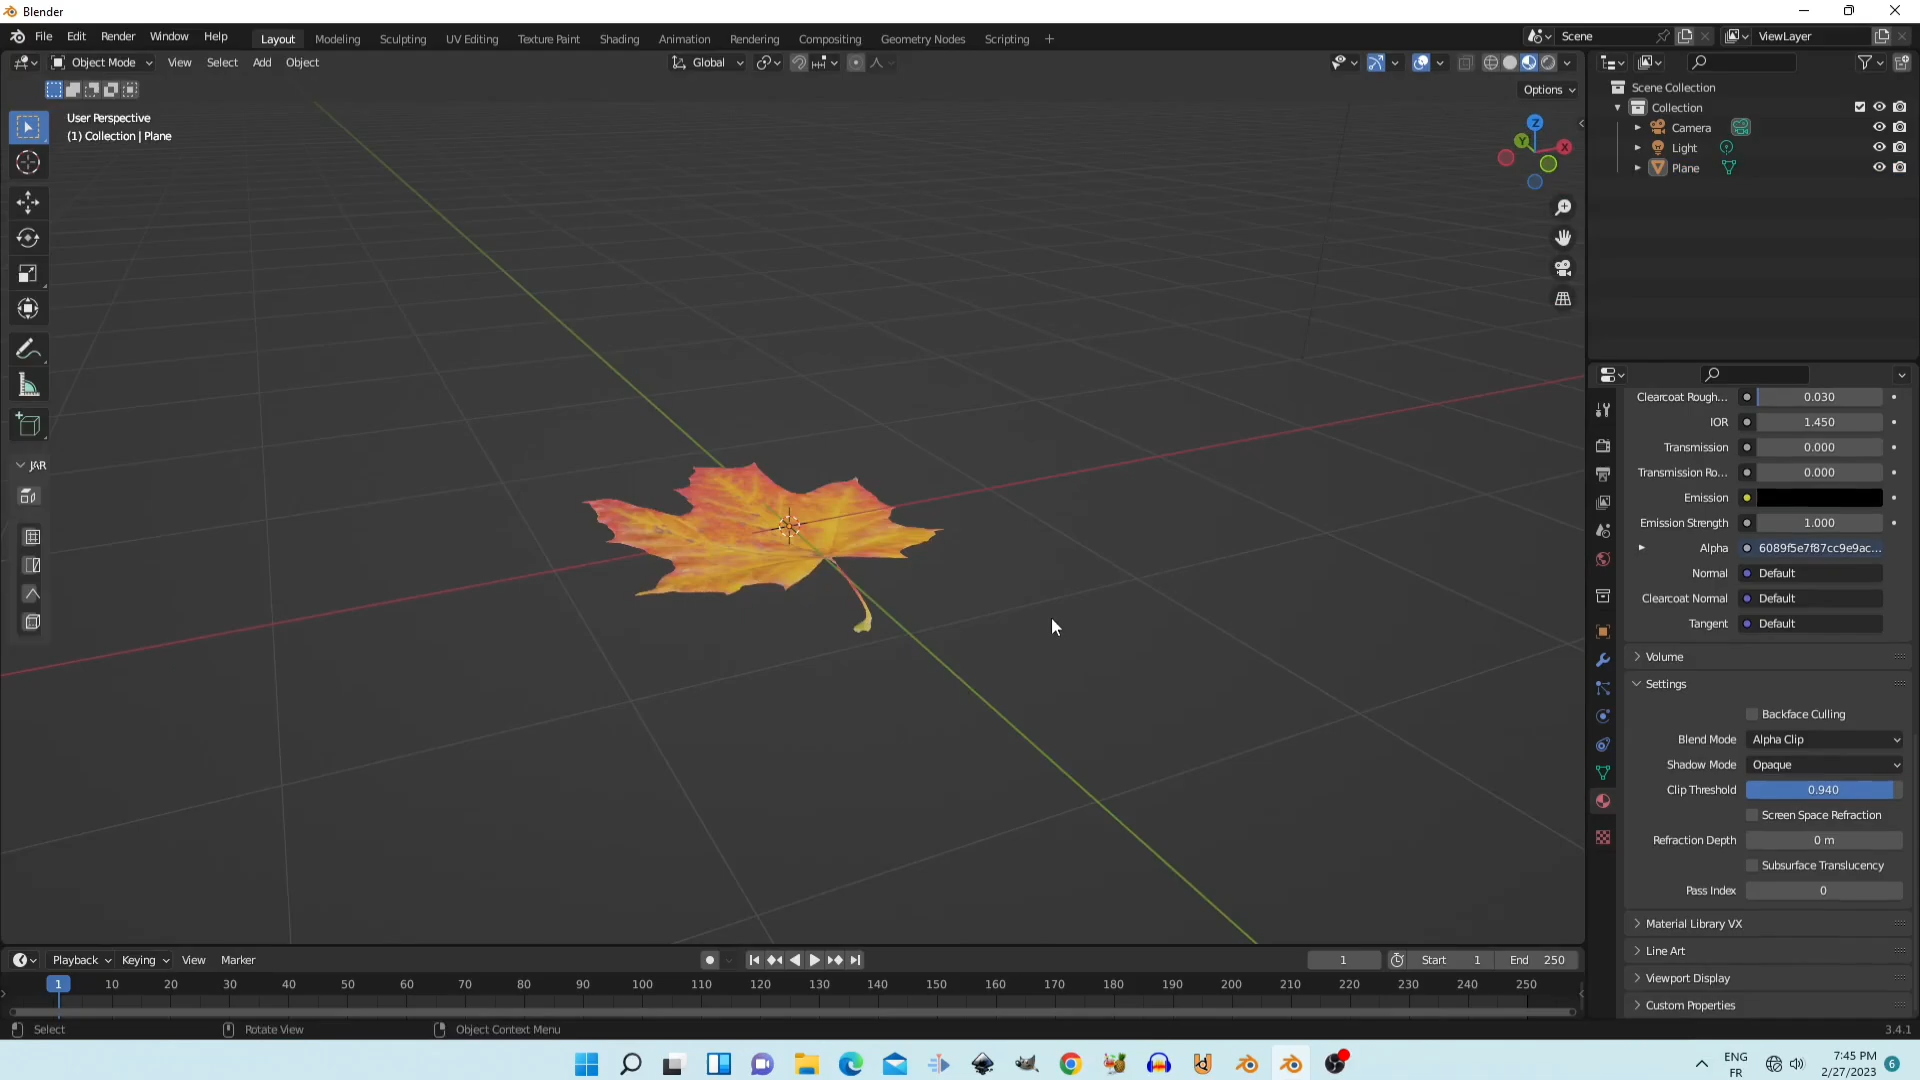 Blender
File Edit Render Window Help Layout Modeling Sculpting UV Editing Texture Paint Shading Animation Rendering Compositing Geometry Nodes Scripting + Scene ViewLayer
Object Mode View Select Add Object Global
Options
User Perspective
(1) Collection | Plane
Z
Y
X
JAR
Scene Collection
Collection
Camera
Light
Plane
Clearcoat Rough... 0.030
IOR 1.450
Transmission 0.000
Transmission Ro... 0.000
Emission
Emission Strength 1.000
Alpha 6089f5e7f87cc9e9ac...
Normal Default
Clearcoat Normal Default
Tangent Default
Volume
Settings
Backface Culling
Blend Mode Alpha Clip
Shadow Mode Opaque
Clip Threshold 0.940
Screen Space Refraction
Refraction Depth 0 m
Subsurface Translucency
Pass Index 0
Material Library VX
Line Art
Viewport Display
Custom Properties
Playback Keying View Marker 1 Start 1 End 250
1 10 20 30 40 50 60 70 80 90 100 110 120 130 140 150 160 170 180 190 200 210 220 230 240 250
Select Rotate View Object Context Menu 3.4.1
ENG
FR
7:45 PM
2/27/2023
6